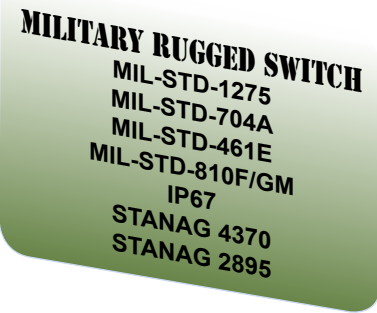 MILITARY RUGGED SWITCH
MIL-STD-1275
MIL-STD-704A
MIL-STD-461E
MIL-STD-810F/GM
IP67
STANAG 4370
STANAG 2895